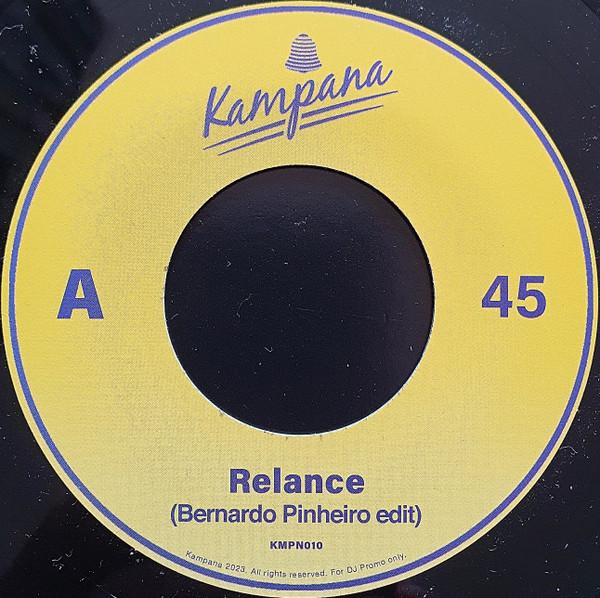 Kampana
A
45
Relance
(Bernardo Pinheiro edit)
KMPN010
Kampana 2023. All rights reserved. For DJ Promo only.